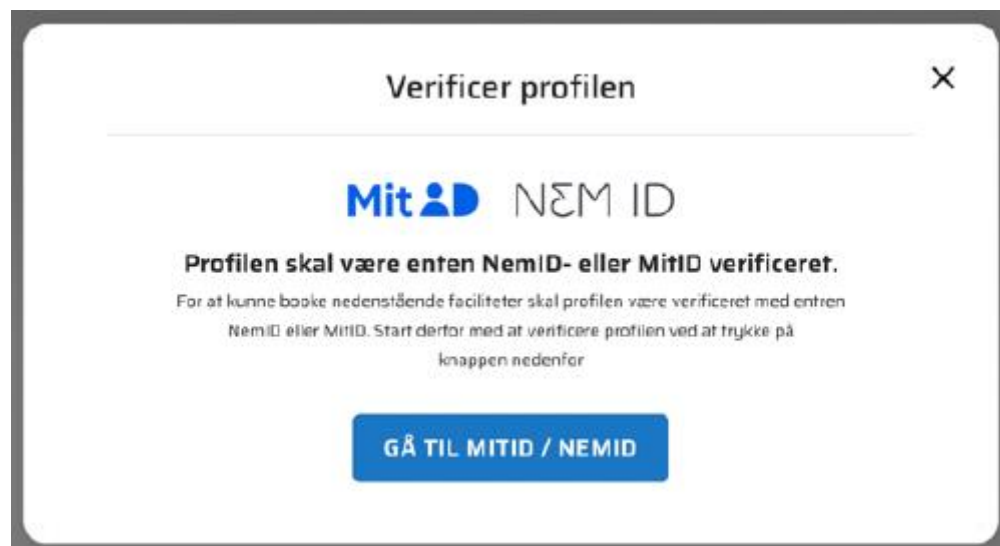 Verificer profilen
MitID NEM ID
Profilen skal være enten NemID- eller MitID verificeret.
For at kunne booke nedenstående faciliteter skal profilen være verificeret med entren
NemID eller MitID. Start derfor med at verificere profilen ved at trykke på
knappen nedenfor
GÅ TIL MITID / NEMID